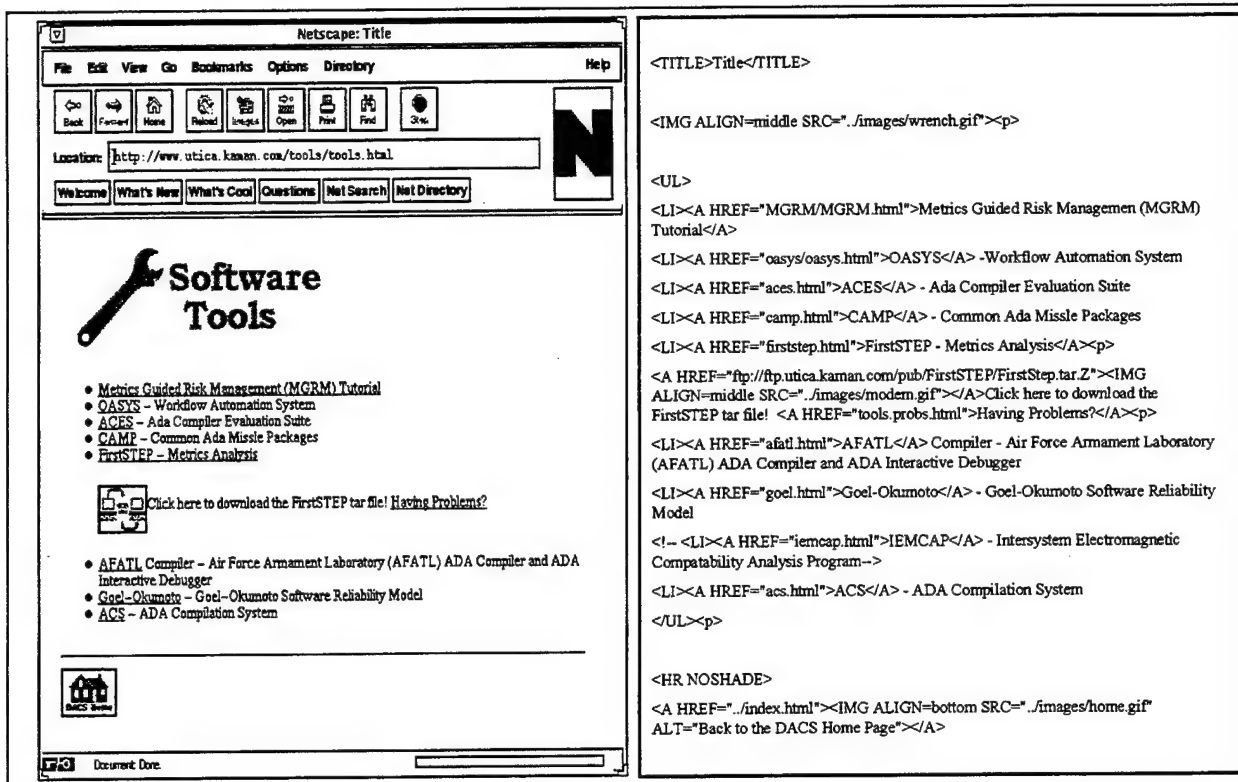 Netscape: Title
File Edit View Go Bookmarks Options Directory Help
Back Forward Home Reload Images Open Print Find Stop
Location: http://www.utica.kaman.com/tools/tools.html
N
Welcome What's New What's Cool Questions Net Search Net Directory
Software
Tools
Metrics Guided Risk Management (MGRM) Tutorial
OASYS – Workflow Automation System
ACES – Ada Compiler Evaluation Suite
CAMP – Common Ada Missle Packages
FirstSTEP – Metrics Analysis
Click here to download the FirstSTEP tar file! Having Problems?
AFATL Compiler – Air Force Armament Laboratory (AFATL) ADA Compiler and ADA
Interactive Debugger
Goel-Okumoto – Goel-Okumoto Software Reliability Model
ACS – ADA Compilation System
DACS Home
Document: Done.
<TITLE>Title</TITLE>
<IMG ALIGN=middle SRC="../images/wrench.gif"><p>
<UL>
<LI><A HREF="MGRM/MGRM.html">Metrics Guided Risk Managemen (MGRM)
Tutorial</A>
<LI><A HREF="oasys/oasys.html">OASYS</A> -Workflow Automation System
<LI><A HREF="aces.html">ACES</A> - Ada Compiler Evaluation Suite
<LI><A HREF="camp.html">CAMP</A> - Common Ada Missle Packages
<LI><A HREF="firststep.html">FirstSTEP - Metrics Analysis</A><p>
<A HREF="ftp://ftp.utica.kaman.com/pub/FirstSTEP/FirstStep.tar.Z"><IMG
ALIGN=middle SRC="../images/modem.gif"></A>Click here to download the
FirstSTEP tar file! <A HREF="tools.probs.html">Having Problems?</A><p>
<LI><A HREF="afatl.html">AFATL</A> Compiler - Air Force Armament Laboratory
(AFATL) ADA Compiler and ADA Interactive Debugger
<LI><A HREF="goel.html">Goel-Okumoto</A> - Goel-Okumoto Software Reliability
Model
<!-- <LI><A HREF="iemcap.html">IEMCAP</A> - Intersystem Electromagnetic
Compatability Analysis Program-->
<LI><A HREF="acs.html">ACS</A> - ADA Compilation System
</UL><p>
<HR NOSHADE>
<A HREF="../index.html"><IMG ALIGN=bottom SRC="../images/home.gif"
ALT="Back to the DACS Home Page"></A>